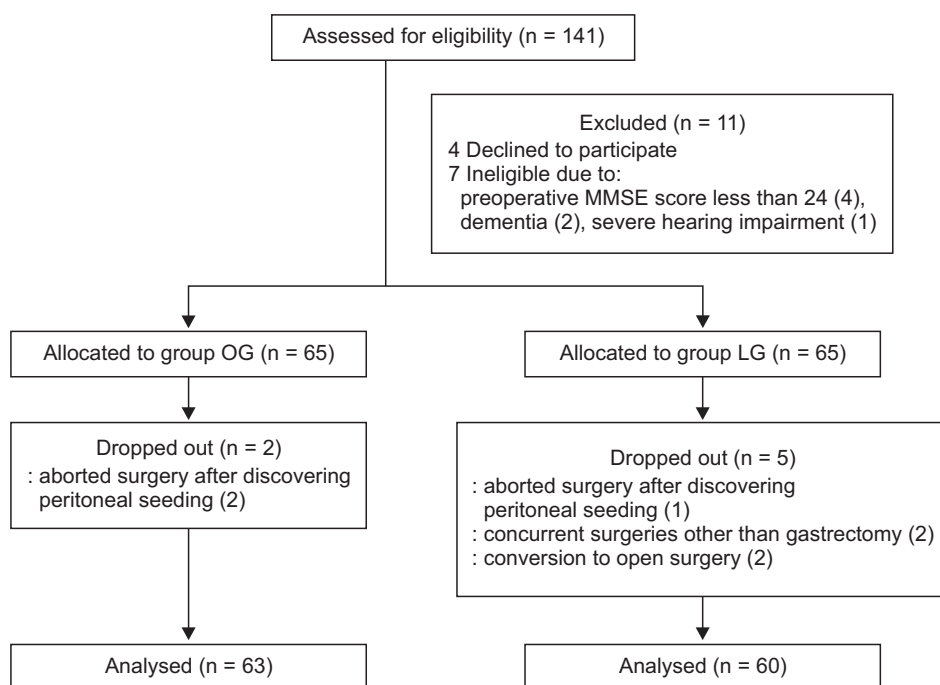 Assessed for eligibility (n = 141)
Excluded (n = 11)
4 Declined to participate
7 Ineligible due to:
preoperative MMSE score less than 24 (4),
dementia (2), severe hearing impairment (1)
Allocated to group OG (n = 65)
Allocated to group LG (n = 65)
Dropped out (n = 2)
: aborted surgery after discovering
peritoneal seeding (2)
Dropped out (n = 5)
: aborted surgery after discovering
peritoneal seeding (1)
: concurrent surgeries other than gastrectomy (2)
: conversion to open surgery (2)
Analysed (n = 63)
Analysed (n = 60)